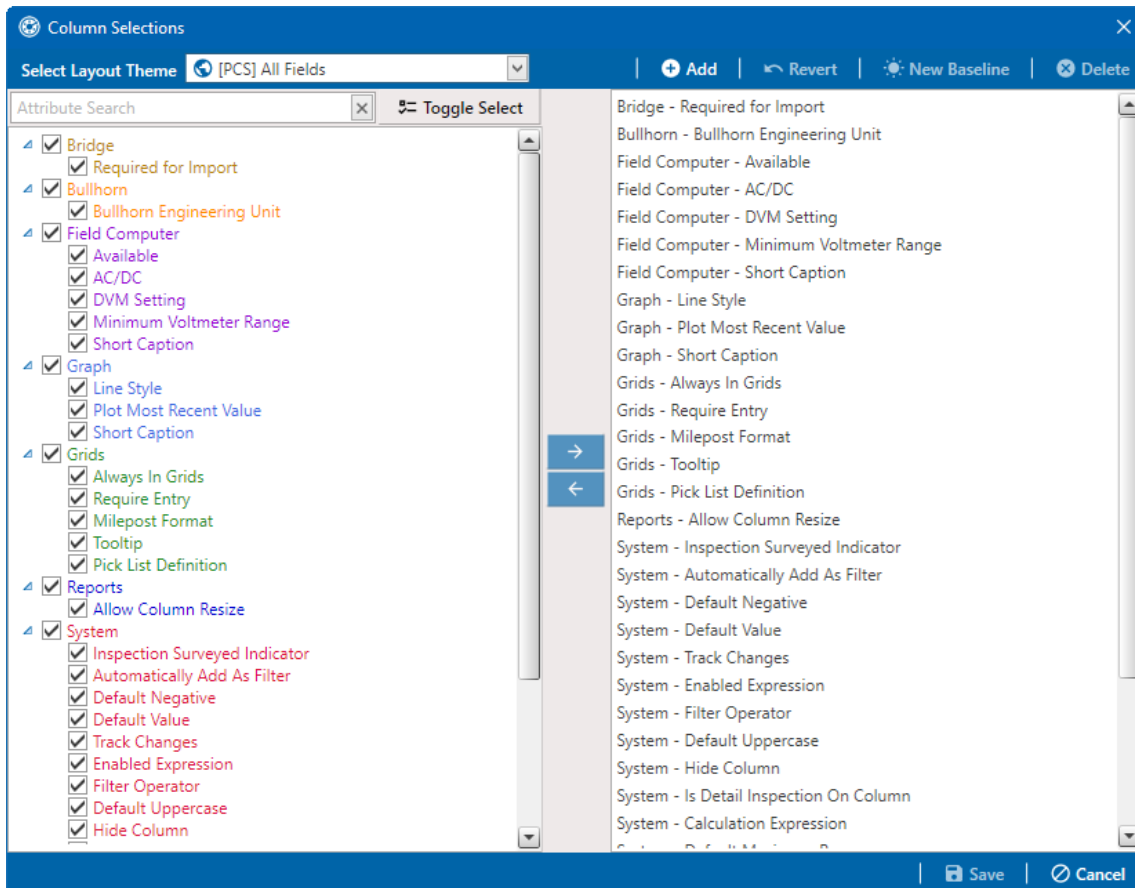 Column Selections
Select Layout Theme [PCS] All Fields Add Revert New Baseline Delete
Attribute Search Toggle Select
Bridge
Required for Import
Bullhorn
Bullhorn Engineering Unit
Field Computer
Available
AC/DC
DVM Setting
Minimum Voltmeter Range
Short Caption
Graph
Line Style
Plot Most Recent Value
Short Caption
Grids
Always In Grids
Require Entry
Milepost Format
Tooltip
Pick List Definition
Reports
Allow Column Resize
System
Inspection Surveyed Indicator
Automatically Add As Filter
Default Negative
Default Value
Track Changes
Enabled Expression
Filter Operator
Default Uppercase
Hide Column
Bridge - Required for Import
Bullhorn - Bullhorn Engineering Unit
Field Computer - Available
Field Computer - AC/DC
Field Computer - DVM Setting
Field Computer - Minimum Voltmeter Range
Field Computer - Short Caption
Graph - Line Style
Graph - Plot Most Recent Value
Graph - Short Caption
Grids - Always In Grids
Grids - Require Entry
Grids - Milepost Format
Grids - Tooltip
Grids - Pick List Definition
Reports - Allow Column Resize
System - Inspection Surveyed Indicator
System - Automatically Add As Filter
System - Default Negative
System - Default Value
System - Track Changes
System - Enabled Expression
System - Filter Operator
System - Default Uppercase
System - Hide Column
System - Is Detail Inspection On Column
System - Calculation Expression
Save Cancel